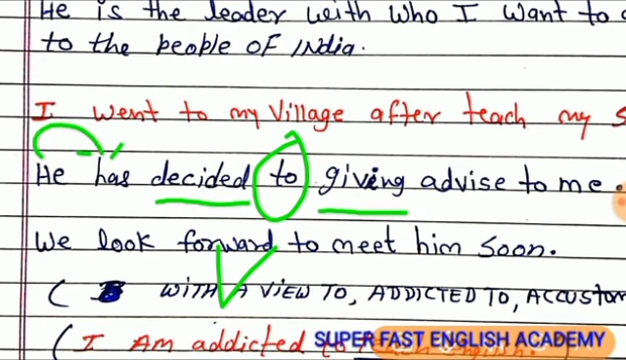 He is the leader with who I want to
to the people of India.
I went to my village after teach my S
He has decided to giving advise to me.
We look forward to meet him soon.
( WITH A VIEW TO, ADDICTED TO, ACCUSTOM
(I Am addicted to
SUPER FAST ENGLISH ACADEMY